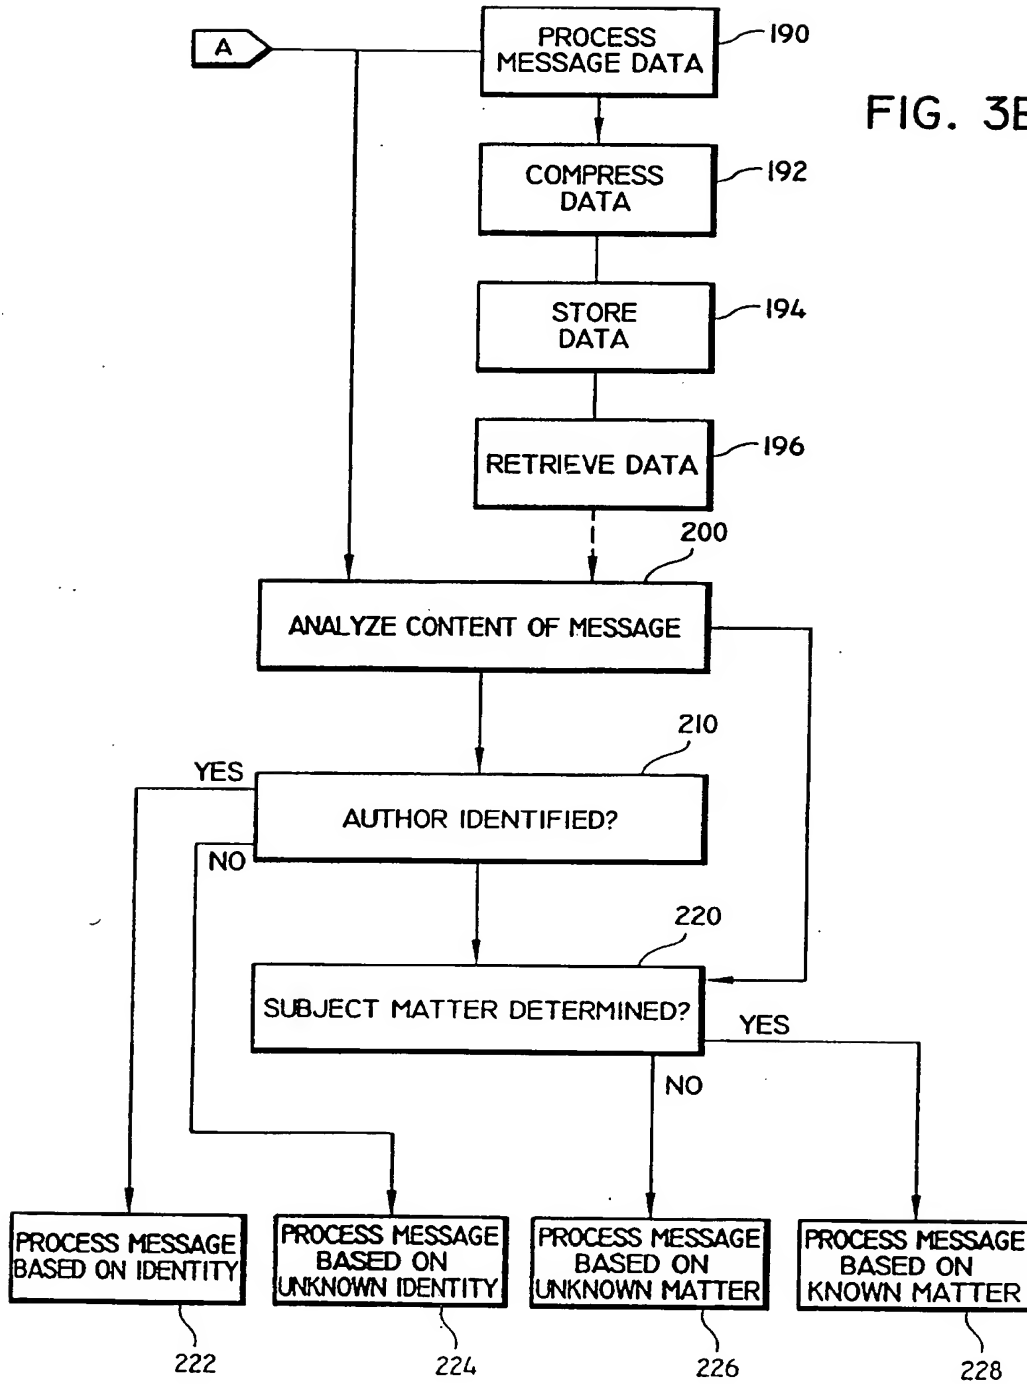 A
PROCESS
MESSAGE DATA
190
FIG. 3B
COMPRESS
DATA
192
STORE
DATA
194
RETRIEVE DATA
196
200
ANALYZE CONTENT OF MESSAGE
210
YES
AUTHOR IDENTIFIED?
NO
220
SUBJECT MATTER DETERMINED?
YES
NO
PROCESS MESSAGE
BASED ON IDENTITY
PROCESS MESSAGE
BASED ON
UNKNOWN IDENTITY
PROCESS MESSAGE
BASED ON
UNKNOWN MATTER
PROCESS MESSAGE
BASED ON
KNOWN MATTER
222
224
226
228